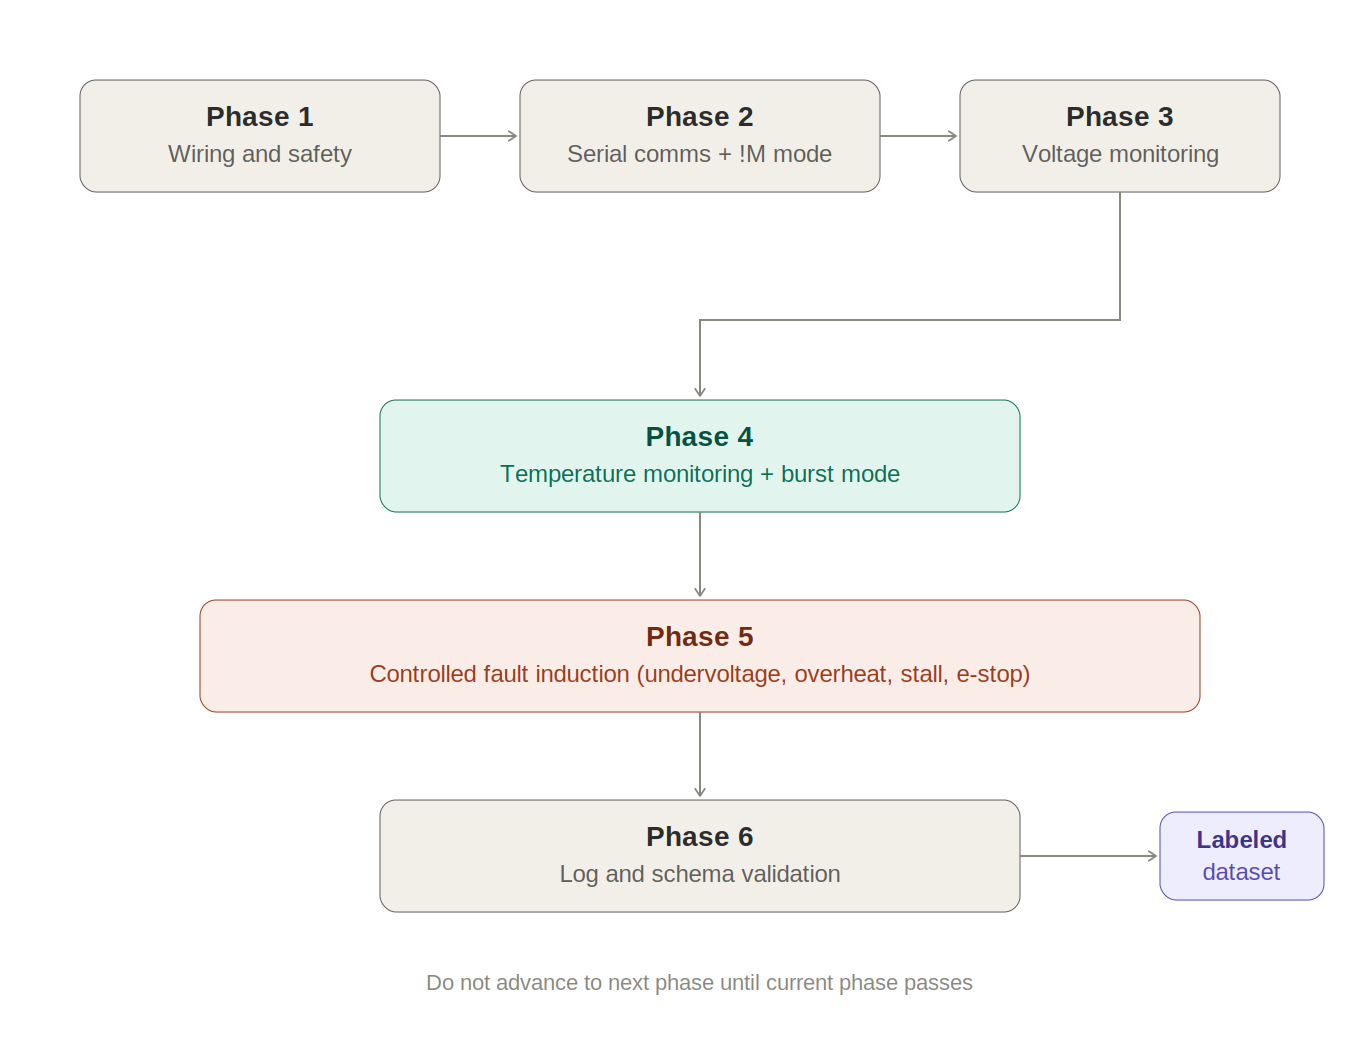 Phase 1
Wiring and safety
Phase 2
Serial comms + !M mode
Phase 3
Voltage monitoring
Phase 4
Temperature monitoring + burst mode
Phase 5
Controlled fault induction (undervoltage, overheat, stall, e-stop)
Phase 6
Log and schema validation
Labeled
dataset
Do not advance to next phase until current phase passes